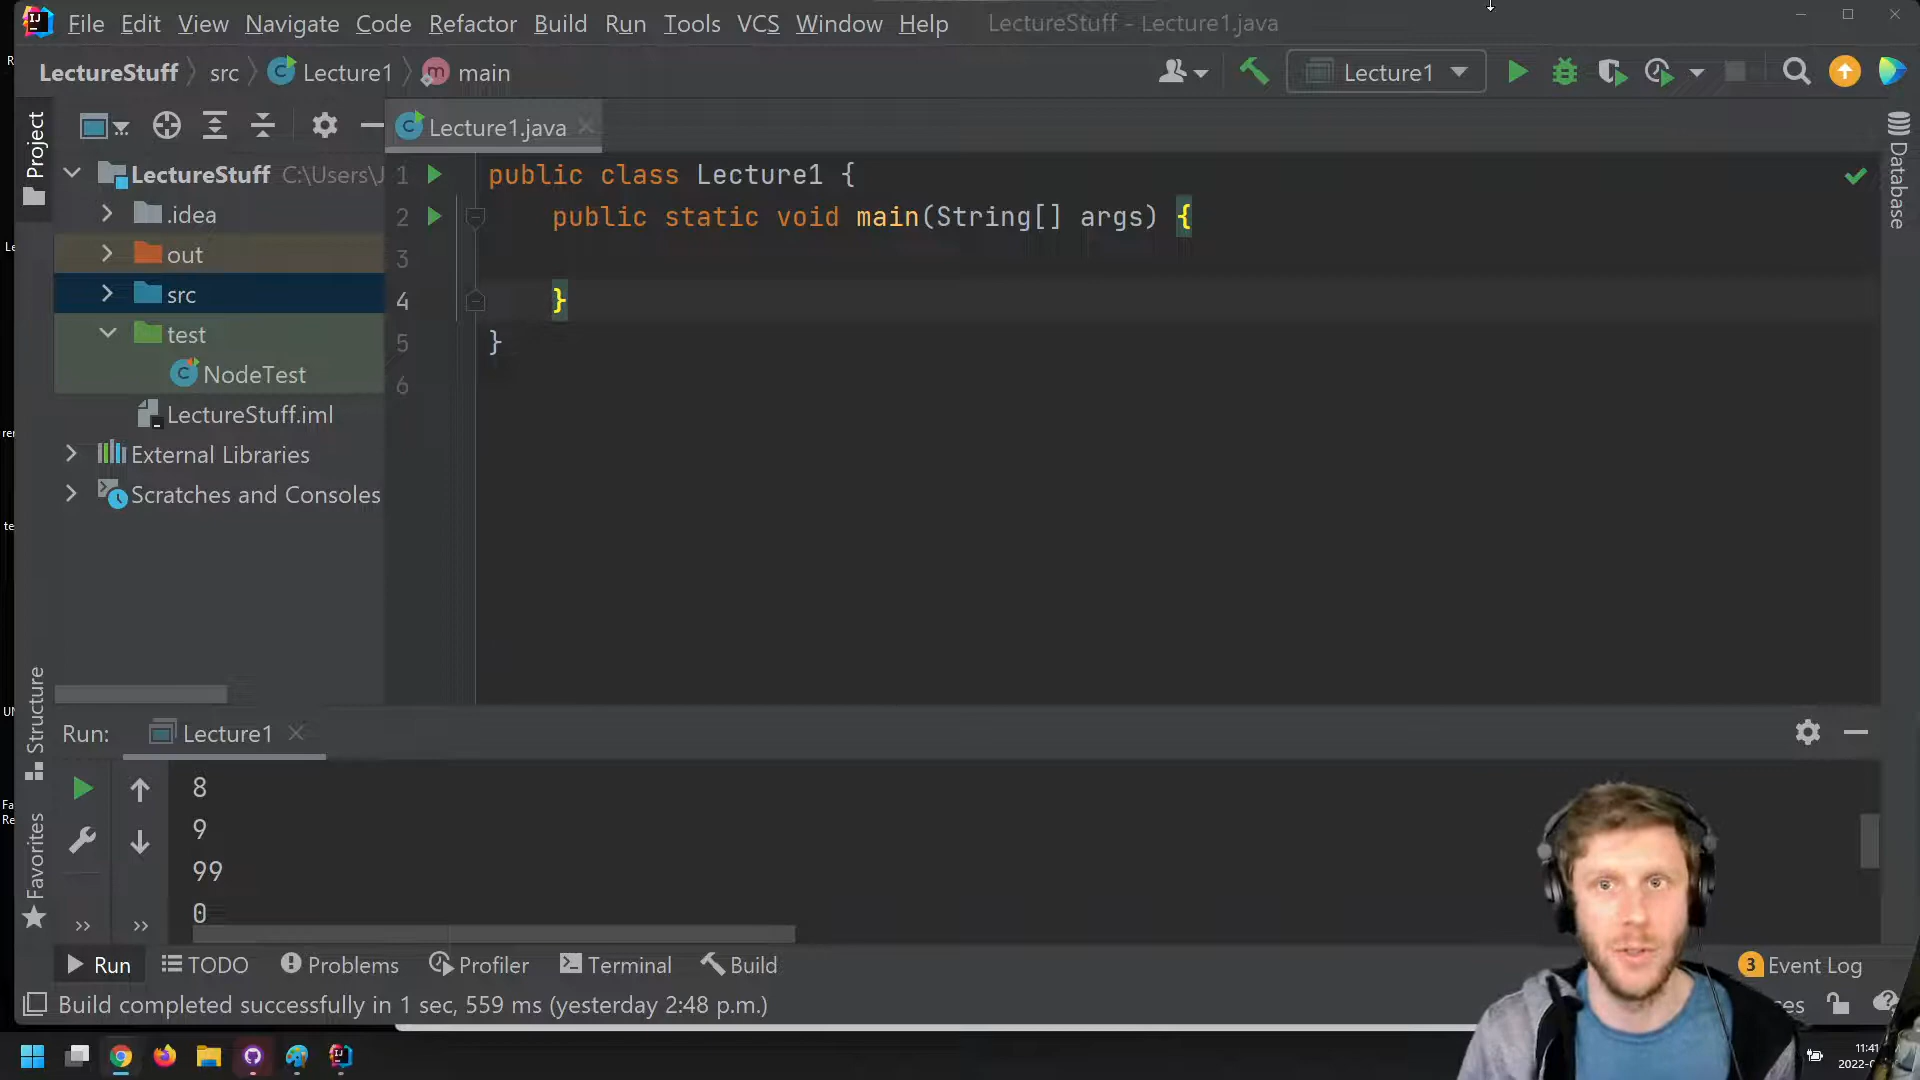 File Edit View Navigate Code Refactor Build Run Tools VCS Window Help LectureStuff - Lecture1.java
LectureStuff src Lecture1 main Lecture1
Project
Lecture1.java
LectureStuff C:\Users\J
.idea
out
src
test
NodeTest
LectureStuff.iml
External Libraries
Scratches and Consoles
1 public class Lecture1 {
2 public static void main(String[] args) {
3
4 }
5 }
6
Database
Structure
Favorites
Run: Lecture1
8
9
99
0
Run TODO Problems Profiler Terminal Build 3 Event Log
Build completed successfully in 1 sec, 559 ms (yesterday 2:48 p.m.)
11:41